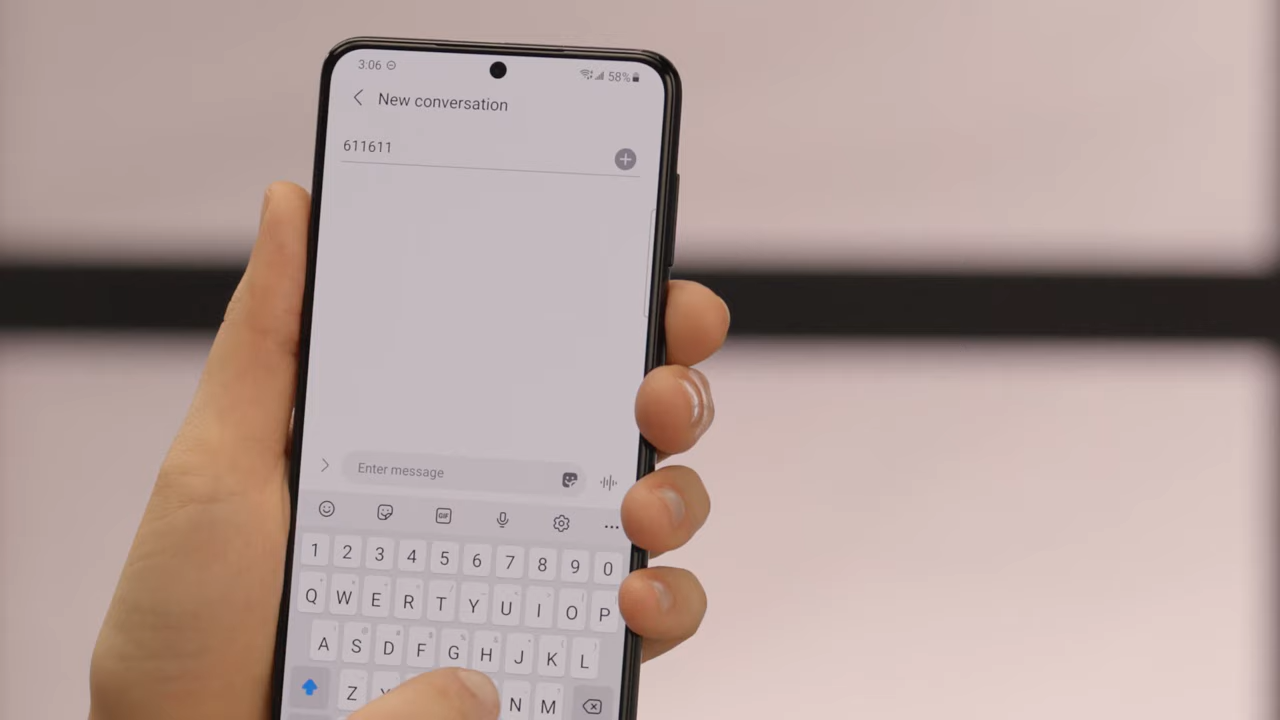 3:06 58%
New conversation
611611
Enter message
GIF
1 2 3 4 5 6 7 8 9 0
Q W E R T Y U I O P
A S D F G H J K L
Z N M